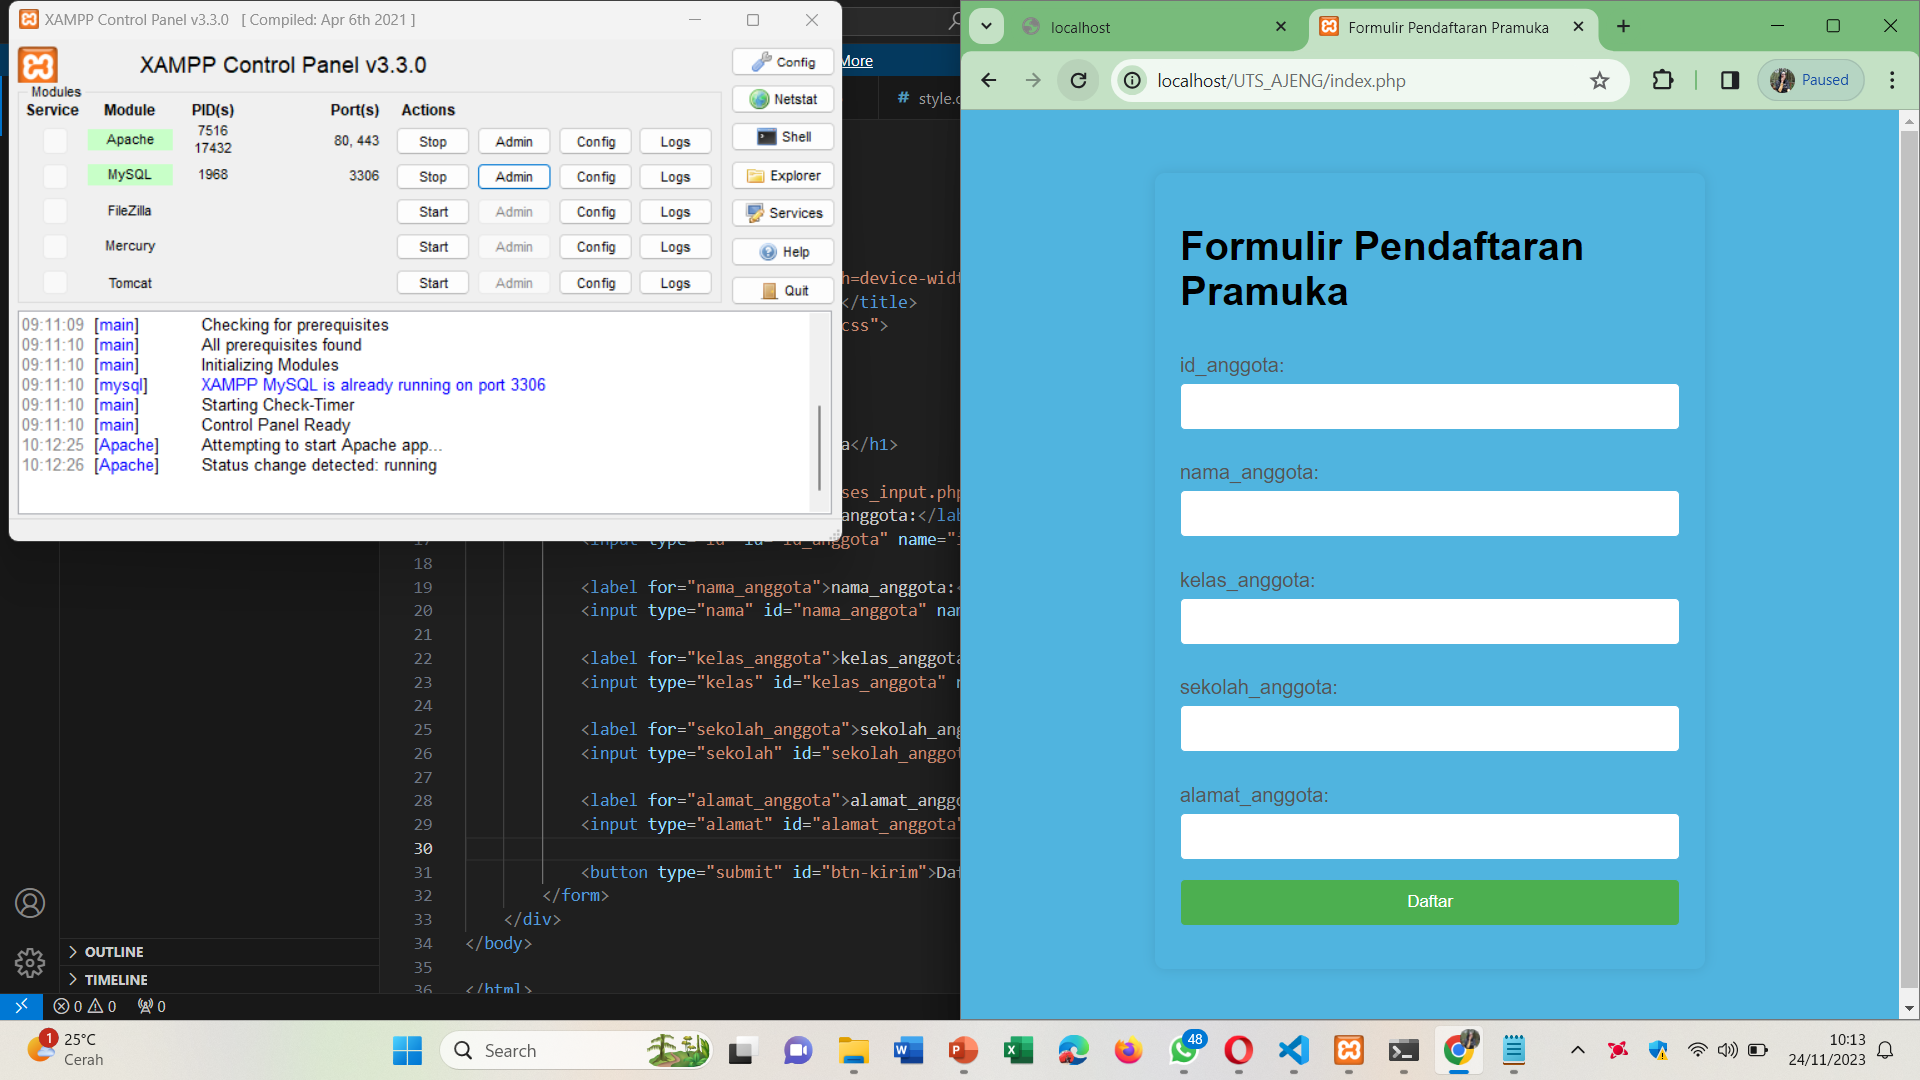 XAMPP Control Panel v3.3.0 [ Compiled: Apr 6th 2021 ]
XAMPP Control Panel v3.3.0
Modules
Service Module PID(s) Port(s) Actions
Apache 7516 17432 80, 443 Stop Admin Config Logs
MySQL 1968 3306 Stop Admin Config Logs
FileZilla Start Admin Config Logs
Mercury Start Admin Config Logs
Tomcat Start Admin Config Logs
Config
Netstat
Shell
Explorer
Services
Help
Quit
09:11:09 [main] Checking for prerequisites
09:11:10 [main] All prerequisites found
09:11:10 [main] Initializing Modules
09:11:10 [mysql] XAMPP MySQL is already running on port 3306
09:11:10 [main] Starting Check-Timer
09:11:10 [main] Control Panel Ready
10:12:25 [Apache] Attempting to start Apache app...
10:12:26 [Apache] Status change detected: running
More
# style.c
h=device-widt
</title>
css">
a</h1>
ses_input.php
anggota:</lab
18
19 <label for="nama_anggota">nama_anggota:<
20 <input type="nama" id="nama_anggota" nam
21
22 <label for="kelas_anggota">kelas_anggota
23 <input type="kelas" id="kelas_anggota" n
24
25 <label for="sekolah_anggota">sekolah_ang
26 <input type="sekolah" id="sekolah_anggot
27
28 <label for="alamat_anggota">alamat_anggo
29 <input type="alamat" id="alamat_anggota"
30
31 <button type="submit" id="btn-kirim">Daf
32 </form>
33 </div>
34 </body>
35
36 </html>
OUTLINE
TIMELINE
0 0 0
localhost
Formulir Pendaftaran Pramuka
localhost/UTS_AJENG/index.php
Paused
Formulir Pendaftaran
Pramuka
id_anggota:
nama_anggota:
kelas_anggota:
sekolah_anggota:
alamat_anggota:
Daftar
1
25°C
Cerah
Search
48
10:13
24/11/2023